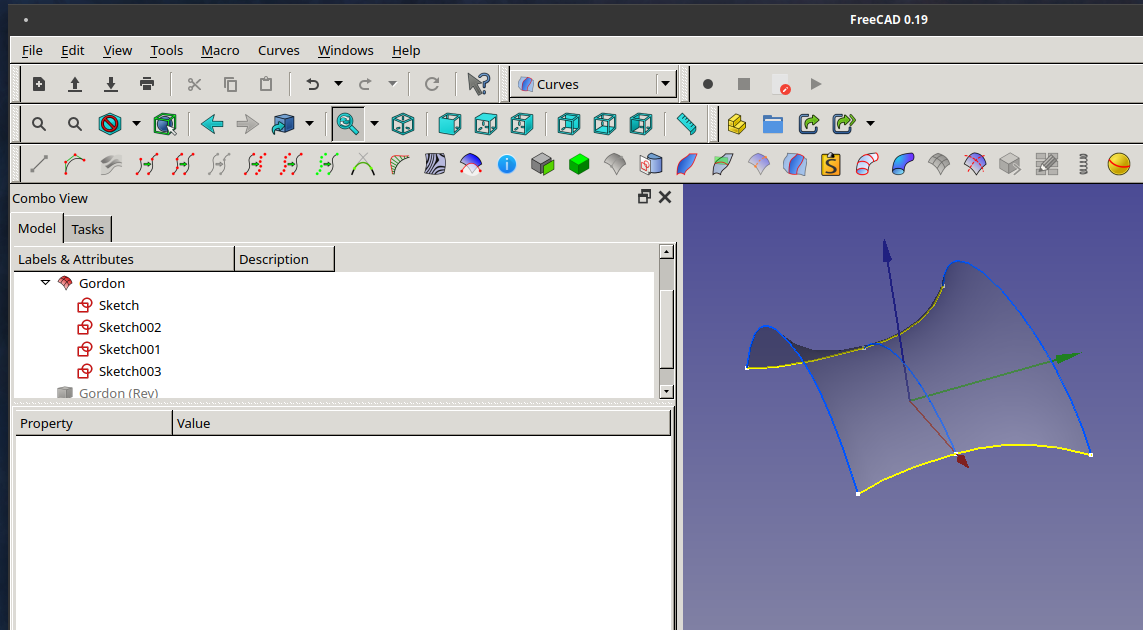 FreeCAD 0.19
File Edit View Tools Macro Curves Windows Help
Curves
Combo View
Model Tasks
Labels & Attributes Description
Gordon
Sketch
Sketch002
Sketch001
Sketch003
Gordon (Rev)
Property Value